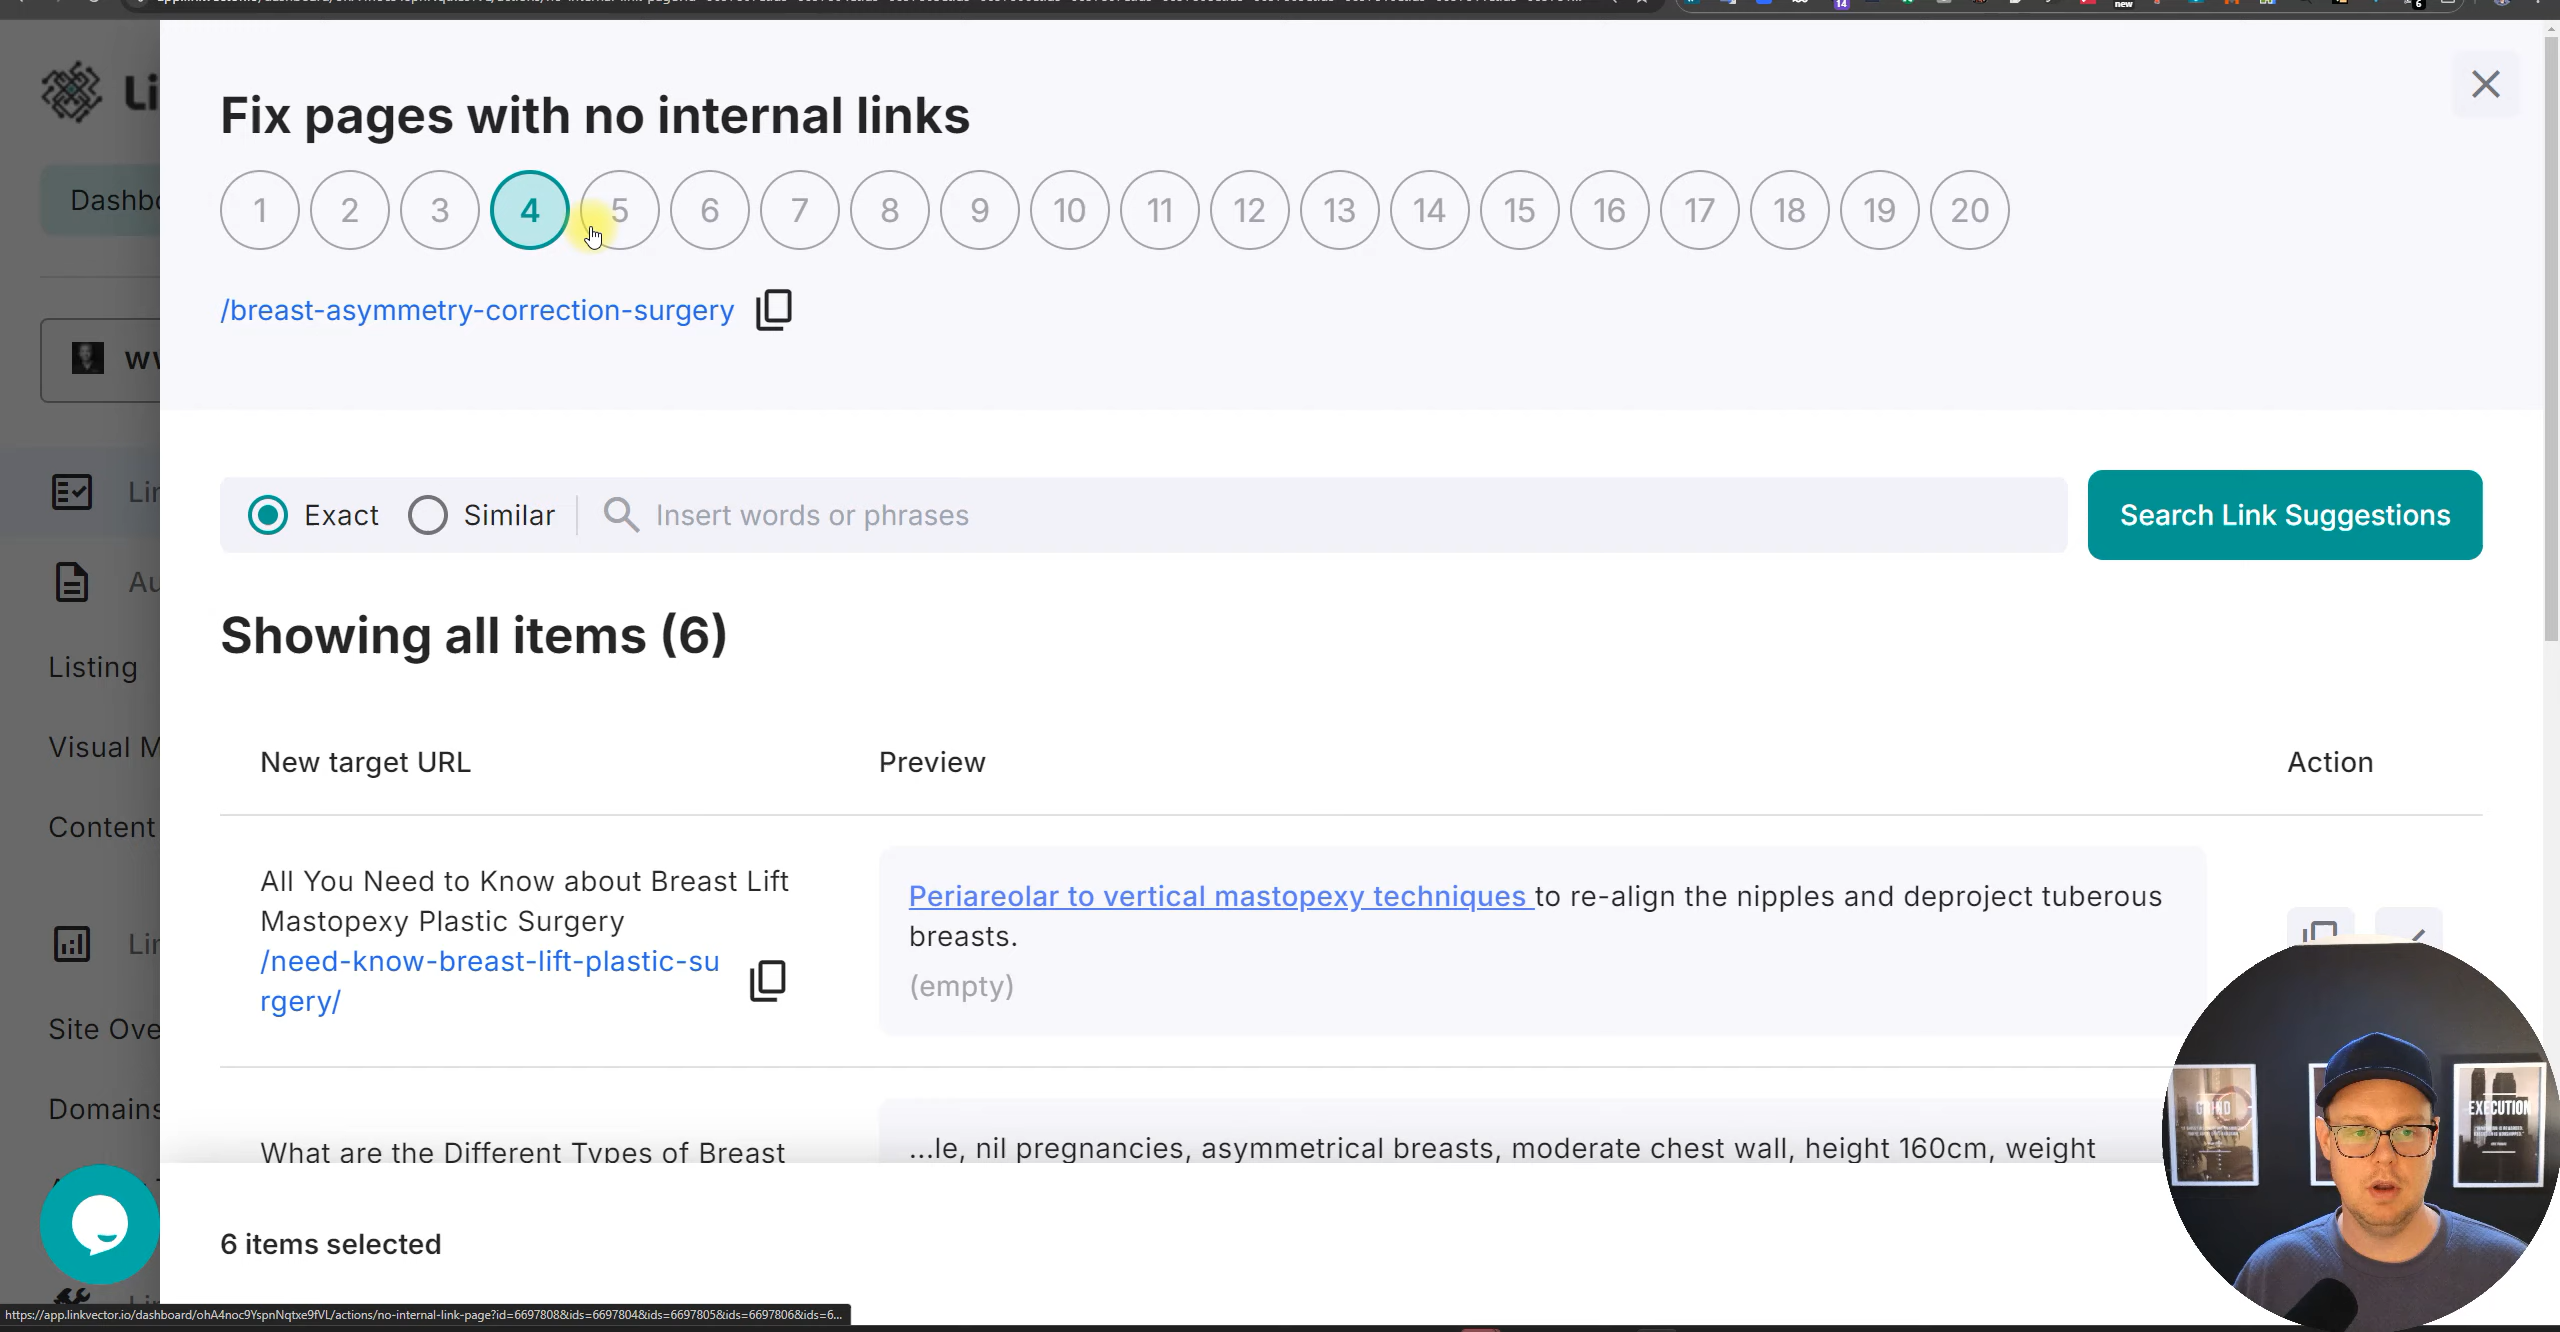 14
new
6
Li
Fix pages with no internal links
1 2 3 4 5 6 7 8 9 10 11 12 13 14 15 16 17 18 19 20
Dashbo
/breast-asymmetry-correction-surgery
Exact Similar Insert words or phrases Search Link Suggestions
Showing all items (6)
Listing
Visual M
Content
Site Ove
Domains
New target URL Preview Action
All You Need to Know about Breast Lift
Mastopexy Plastic Surgery
/need-know-breast-lift-plastic-su
rgery/
Periareolar to vertical mastopexy techniques to re-align the nipples and deproject tuberous
breasts.
(empty)
What are the Different Types of Breast
...le, nil pregnancies, asymmetrical breasts, moderate chest wall, height 160cm, weight
6 items selected
EXECUTION
https://app.linkvector.io/dashboard/ohA4noc9YspnNqtxe9fVL/actions/no-internal-link-page?id=6697808&ids=6697804&ids=6697805&ids=6697806&ids=6...